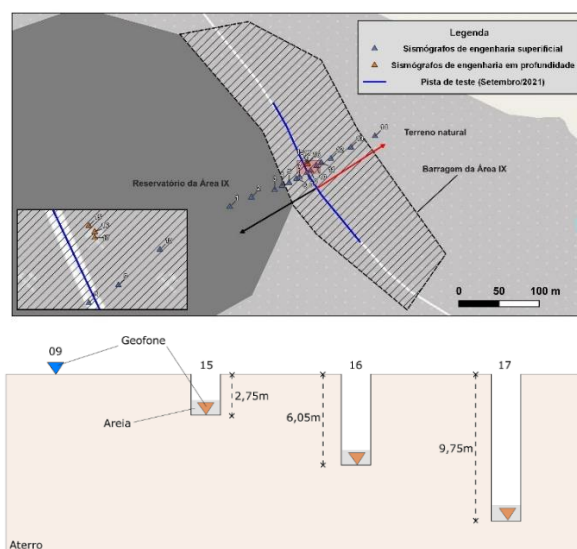 Legenda
Sismógrafos de engenharia superificial
Sismógrafos de engenharia em profundidade
Pista de teste (Setembro/2021)
Terreno natural
Reservatório da Área IX
Barragem da Área IX
0 50 100 m
09
Geofone
15
16
17
2,75m
6,05m
9,75m
Areia
Aterro